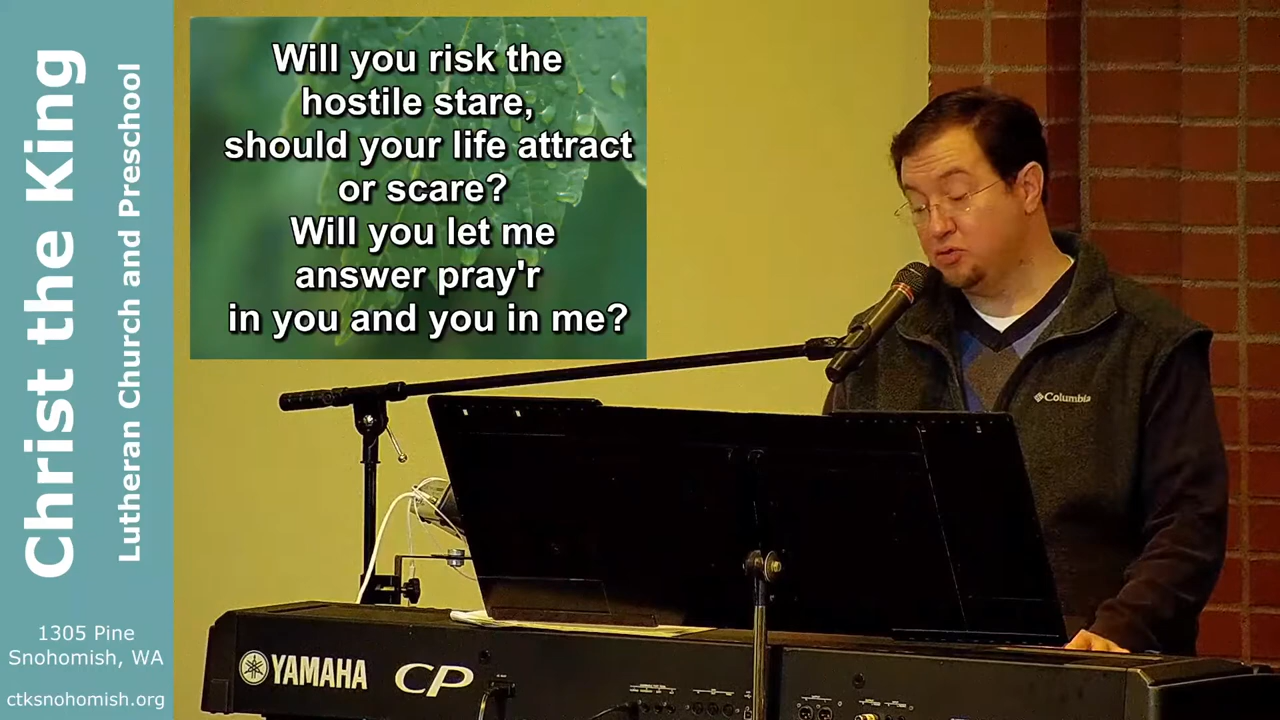 Christ the King
Lutheran Church and Preschool
1305 Pine
Snohomish, WA
ctksnohomish.org
Will you risk the
hostile stare,
should your life attract
or scare?
Will you let me
answer pray'r
in you and you in me?
Columbia
YAMAHA CP